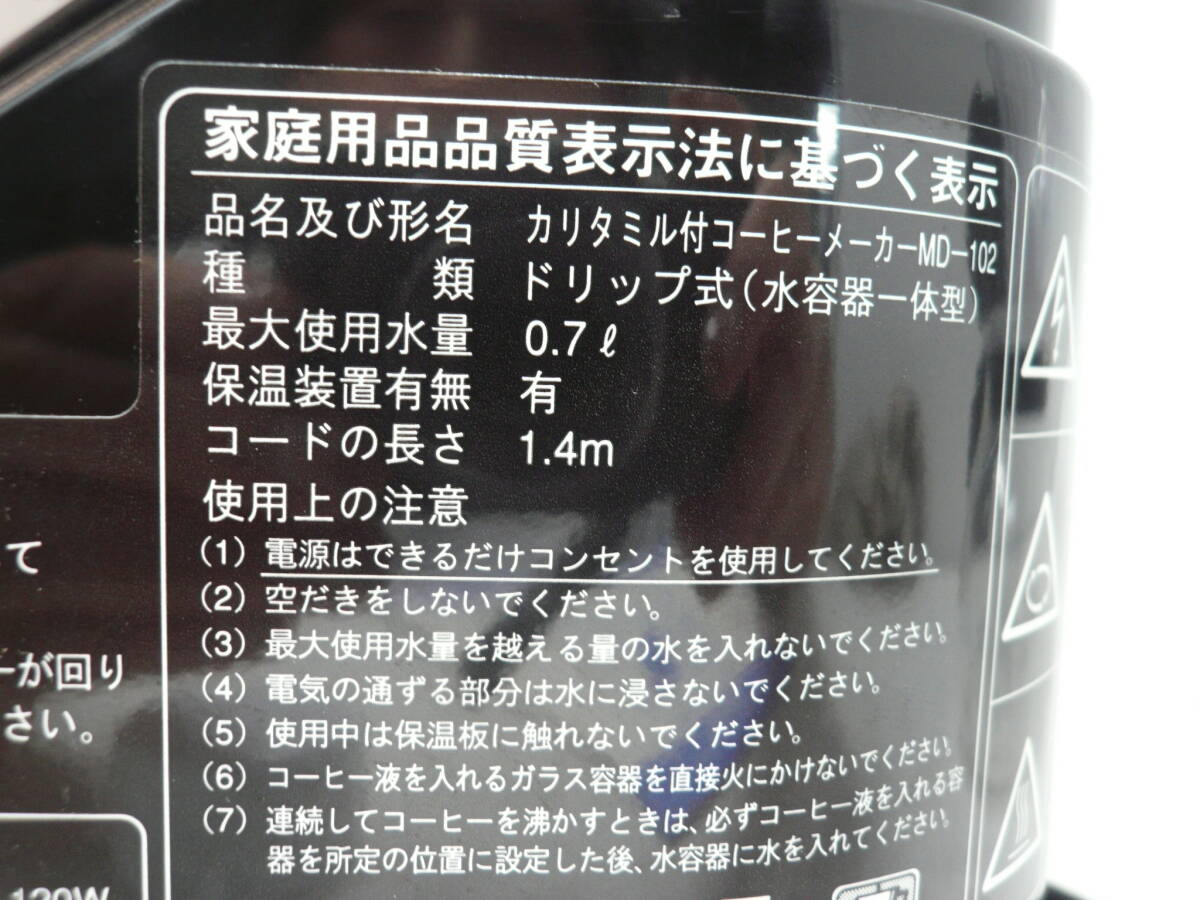 家庭用品品質表示法に基づく表示
品名及び形名 カリタミル付コーヒーメーカーMD-102
種類 ドリップ式(水容器一体型)
最大使用水量 0.7ℓ
保温装置有無 有
コードの長さ 1.4m
使用上の注意
(1) 電源はできるだけコンセントを使用してください。
(2) 空だきをしないでください。
(3) 最大使用水量を越える量の水を入れないでください。
(4) 電気の通ずる部分は水に浸さないでください。
(5) 使用中は保温板に触れないでください。
(6) コーヒー液を入れるガラス容器を直接火にかけないでください。
(7) 連続してコーヒーを沸かすときは、必ずコーヒー液を入れる容
器を所定の位置に設定した後、水容器に水を入れてください。
て
ーが回り
さい。
120W